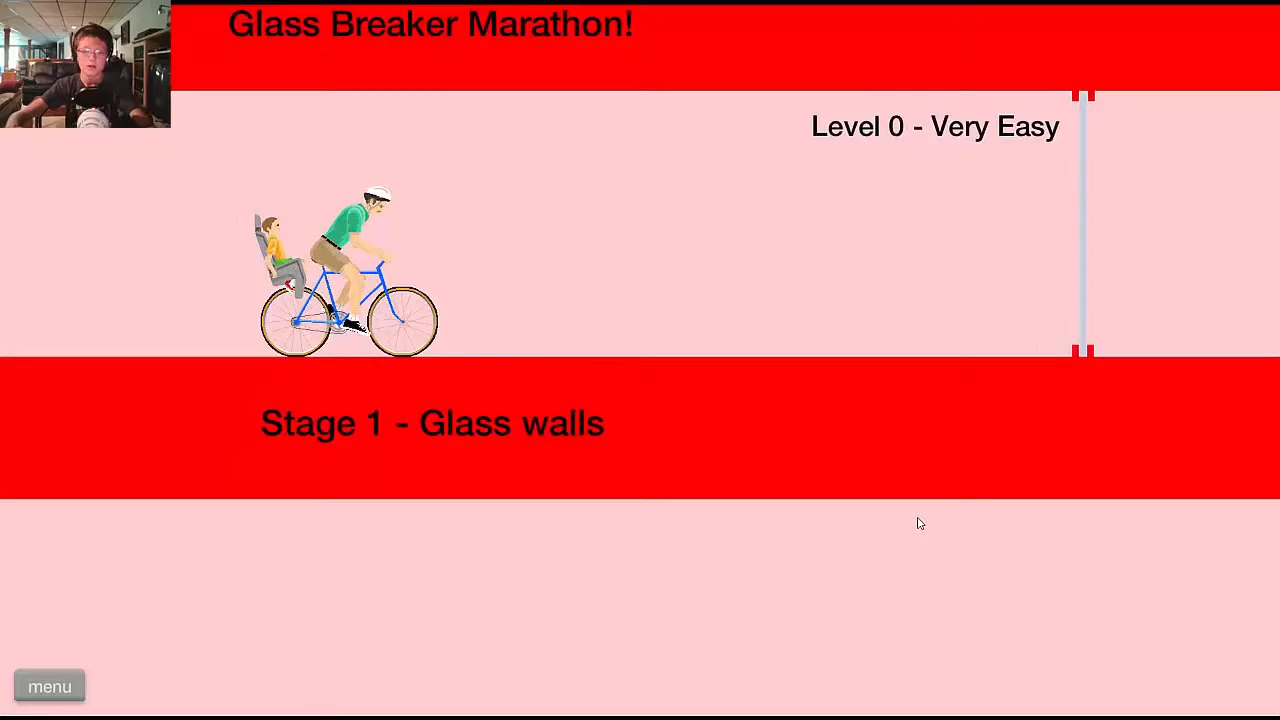 Glass Breaker Marathon!
Level 0 - Very Easy
Stage 1 - Glass walls
menu